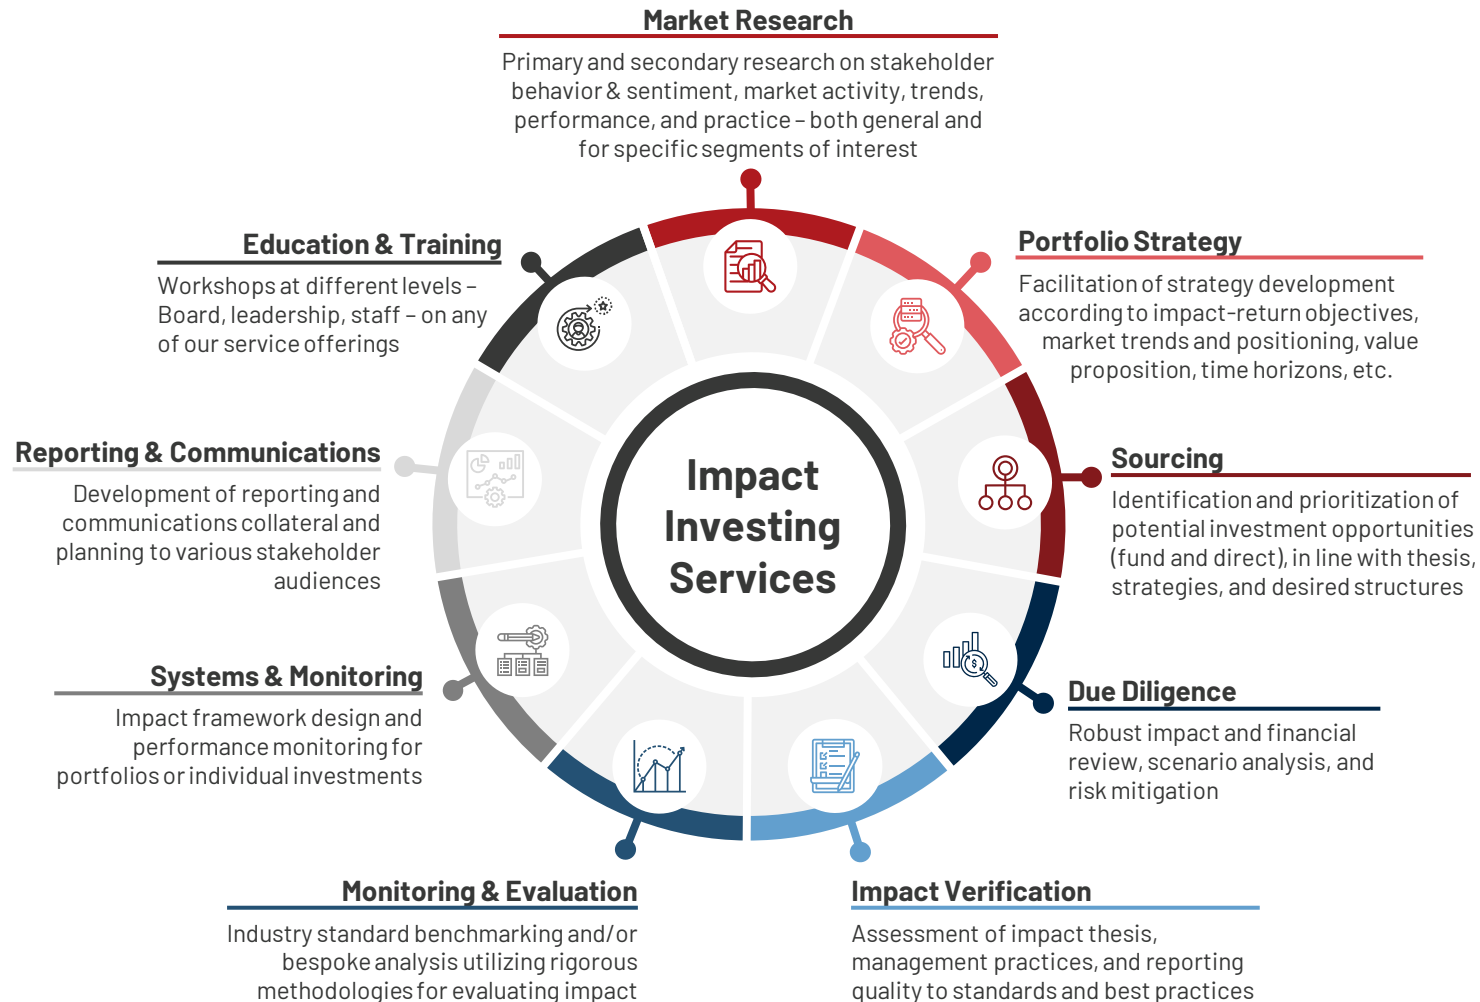 Market Research
Primary and secondary research on stakeholder
behavior & sentiment, market activity, trends,
performance, and practice – both general and
for specific segments of interest
Portfolio Strategy
Facilitation of strategy development
according to impact-return objectives,
market trends and positioning, value
proposition, time horizons, etc.
Sourcing
Identification and prioritization of
potential investment opportunities
(fund and direct), in line with thesis,
strategies, and desired structures
Due Diligence
Robust impact and financial
review, scenario analysis, and
risk mitigation
Impact Verification
Assessment of impact thesis,
management practices, and reporting
quality to standards and best practices
Monitoring & Evaluation
Industry standard benchmarking and/or
bespoke analysis utilizing rigorous
methodologies for evaluating impact
Systems & Monitoring
Impact framework design and
performance monitoring for
portfolios or individual investments
Reporting & Communications
Development of reporting and
communications collateral and
planning to various stakeholder
audiences
Education & Training
Workshops at different levels –
Board, leadership, staff – on any
of our service offerings
Impact
Investing
Services
$